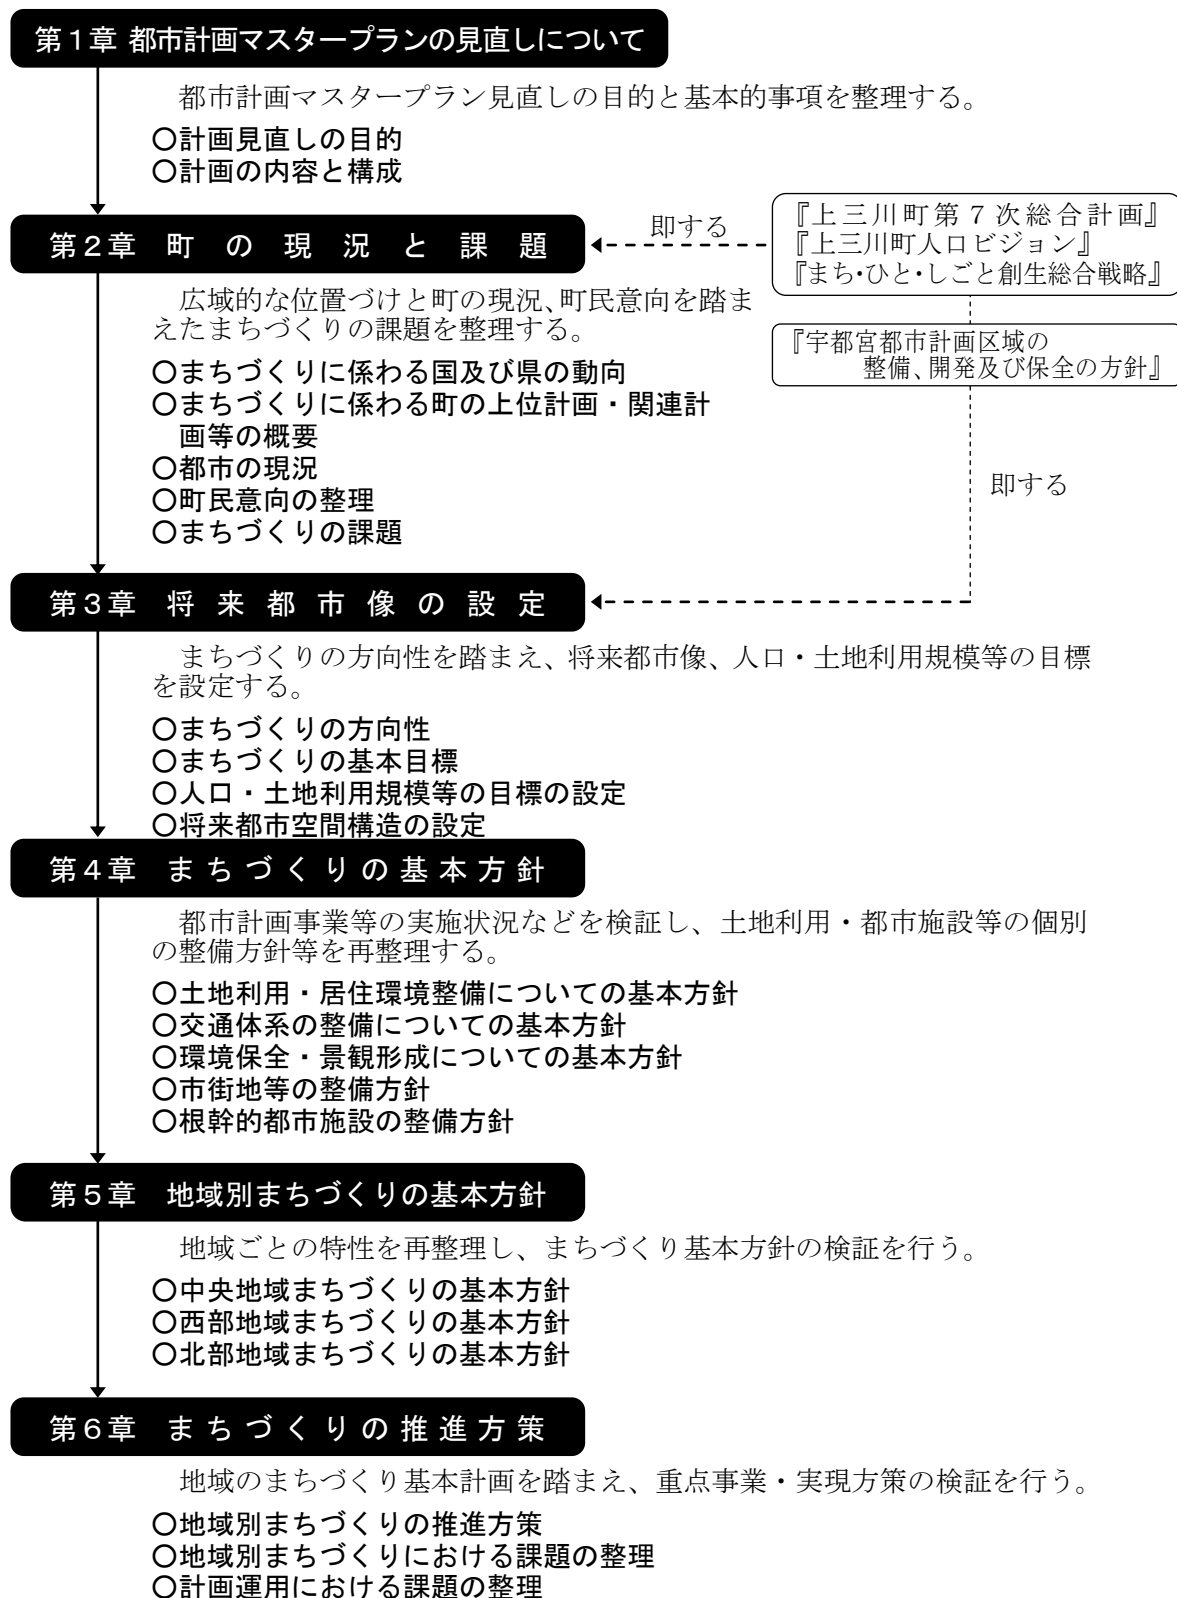 第1章 都市計画マスタープランの見直しについて
都市計画マスタープラン見直しの目的と基本的事項を整理する。
〇計画見直しの目的
〇計画の内容と構成
第2章 町の現況と課題
即する
『上三川町第7次総合計画』
『上三川町人口ビジョン』
『まち・ひと・しごと創生総合戦略』
広域的な位置づけと町の現況、町民意向を踏ま
えたまちづくりの課題を整理する。
『宇都宮都市計画区域の
整備、開発及び保全の方針』
〇まちづくりに係わる国及び県の動向
〇まちづくりに係わる町の上位計画・関連計
画等の概要
〇都市の現況
〇町民意向の整理
〇まちづくりの課題
即する
第3章 将来都市像の設定
まちづくりの方向性を踏まえ、将来都市像、人口・土地利用規模等の目標
を設定する。
〇まちづくりの方向性
〇まちづくりの基本目標
〇人口・土地利用規模等の目標の設定
〇将来都市空間構造の設定
第4章 まちづくりの基本方針
都市計画事業等の実施状況などを検証し、土地利用・都市施設等の個別
の整備方針等を再整理する。
〇土地利用・居住環境整備についての基本方針
〇交通体系の整備についての基本方針
〇環境保全・景観形成についての基本方針
〇市街地等の整備方針
〇根幹的都市施設の整備方針
第5章 地域別まちづくりの基本方針
地域ごとの特性を再整理し、まちづくり基本方針の検証を行う。
〇中央地域まちづくりの基本方針
〇西部地域まちづくりの基本方針
〇北部地域まちづくりの基本方針
第6章 まちづくりの推進方策
地域のまちづくり基本計画を踏まえ、重点事業・実現方策の検証を行う。
〇地域別まちづくりの推進方策
〇地域別まちづくりにおける課題の整理
〇計画運用における課題の整理